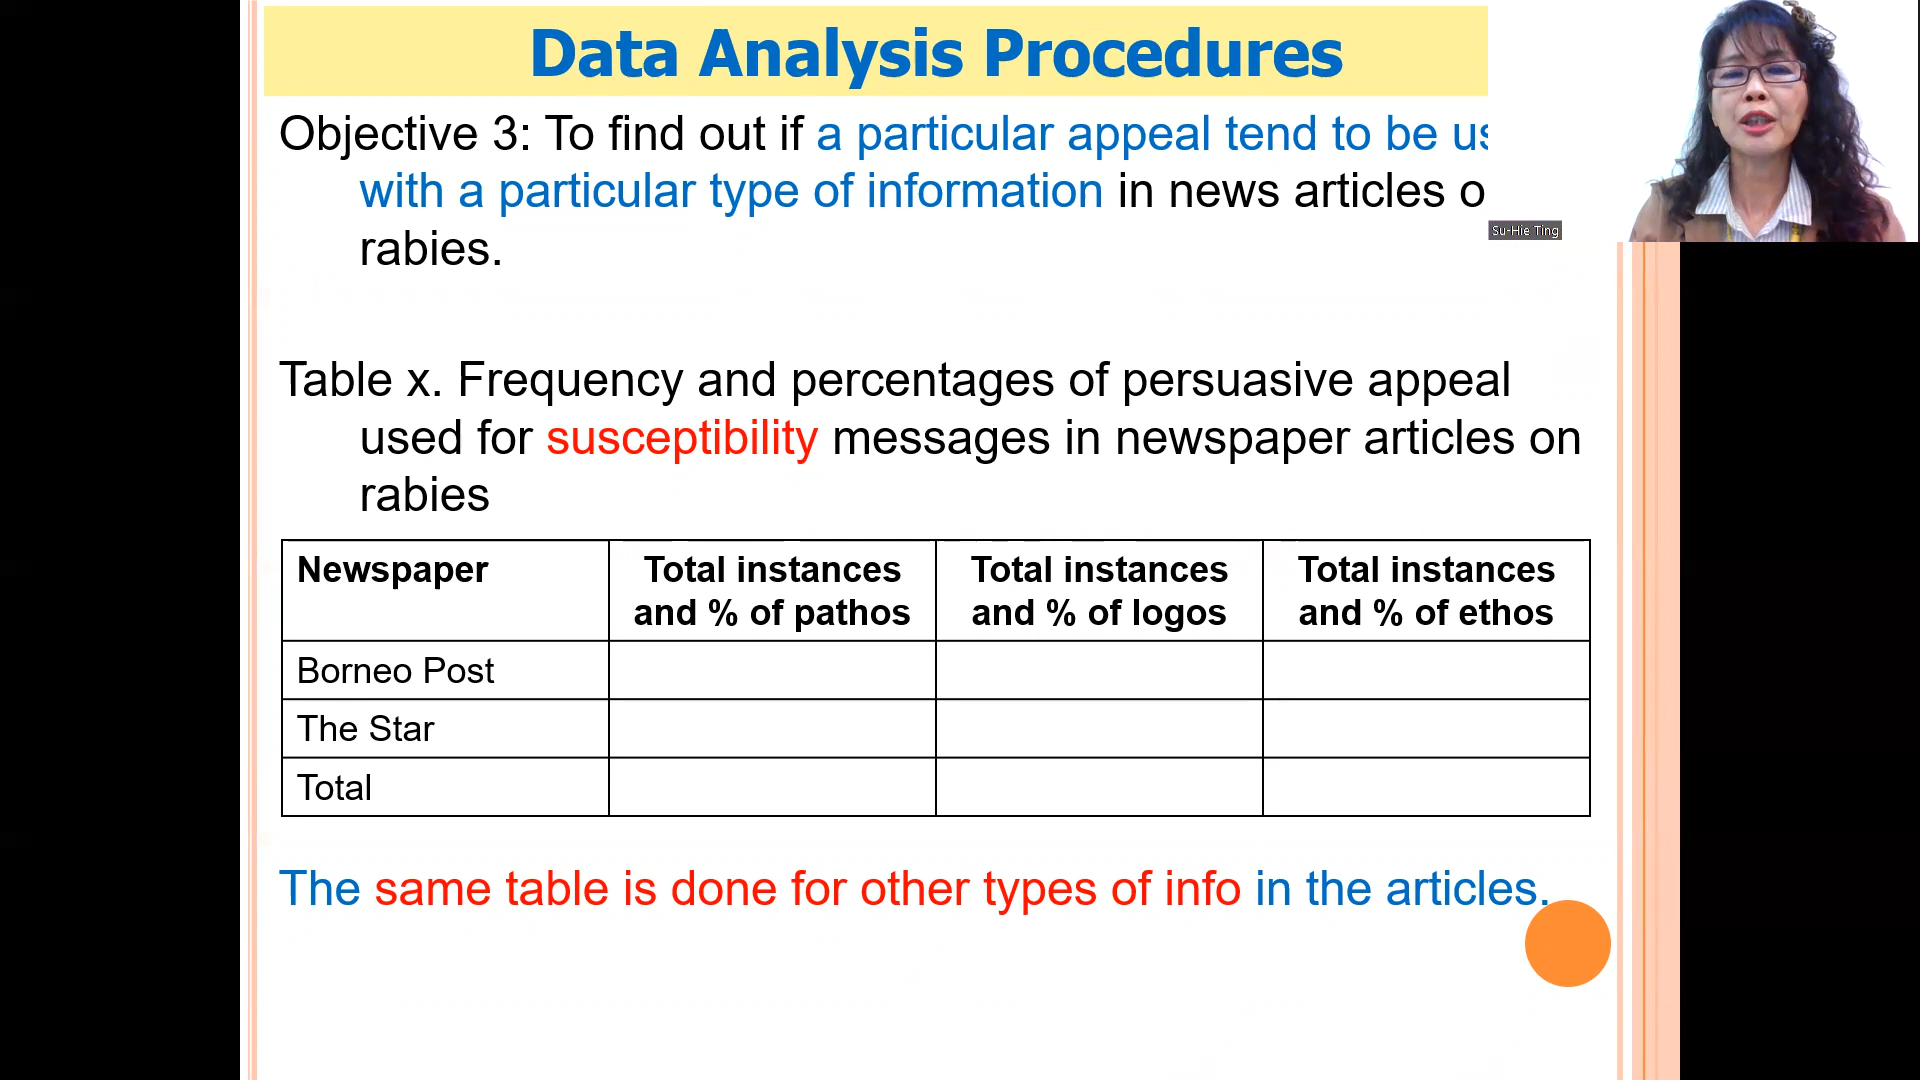 Data Analysis Procedures
Objective 3: To find out if a particular appeal tend to be
with a particular type of information in news articles
rabies.
Su-Hie Ting
Table x. Frequency and percentages of persuasive appeal
used for susceptibility messages in newspaper articles on
rabies
Newspaper
Total instances
and % of pathos
Total instances
and % of logos
Total instances
and % of ethos
Borneo Post
The Star
Total
The same table is done for other types of info in the articles.